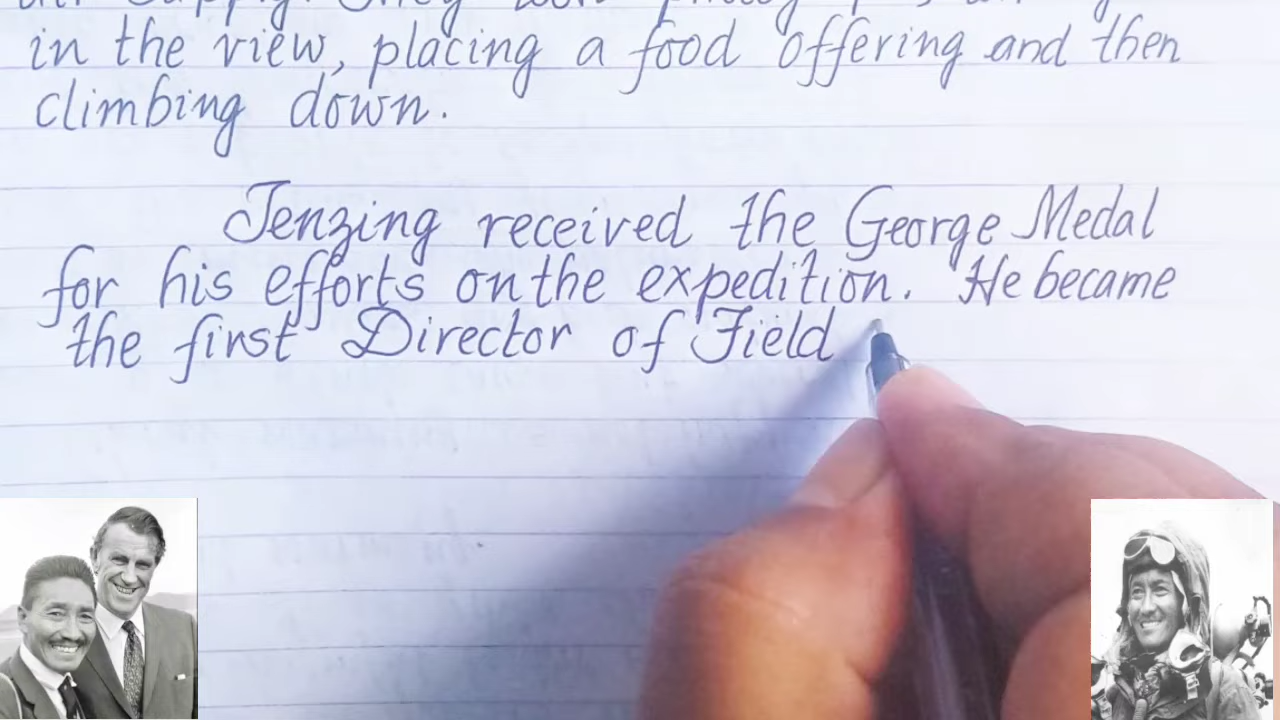 in the view, placing a food offering and then
climbing down.
Tenzing received the George Medal
for his efforts on the expedition. He became
the first Director of Field